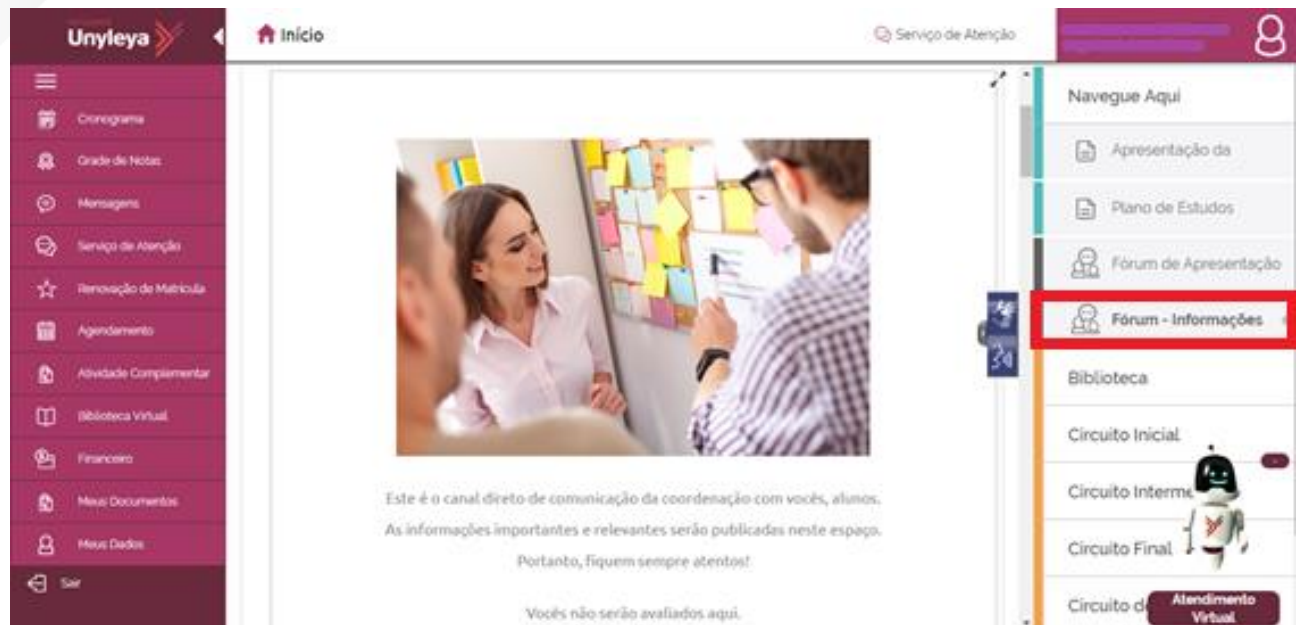 Unyleya
Início
Serviço de Atenção
Cronograma
Grade de Notas
Mensagens
Serviço de Atenção
Renovação de Matrícula
Agendamento
Atividade Complementar
Biblioteca Virtual
Financeiro
Meus Documentos
Meus Dados
Sair
Este é o canal direto de comunicação da coordenação com vocês, alunos.
As informações importantes e relevantes serão publicadas neste espaço.
Portanto, fiquem sempre atentos!
Vocês não serão avaliados aqui.
Navegue Aqui
Apresentação da
Plano de Estudos
Fórum de Apresentação
Fórum - Informações
Biblioteca
Circuito Inicial
Circuito Interme
Circuito Final
Circuito d
Atendimento
Virtual